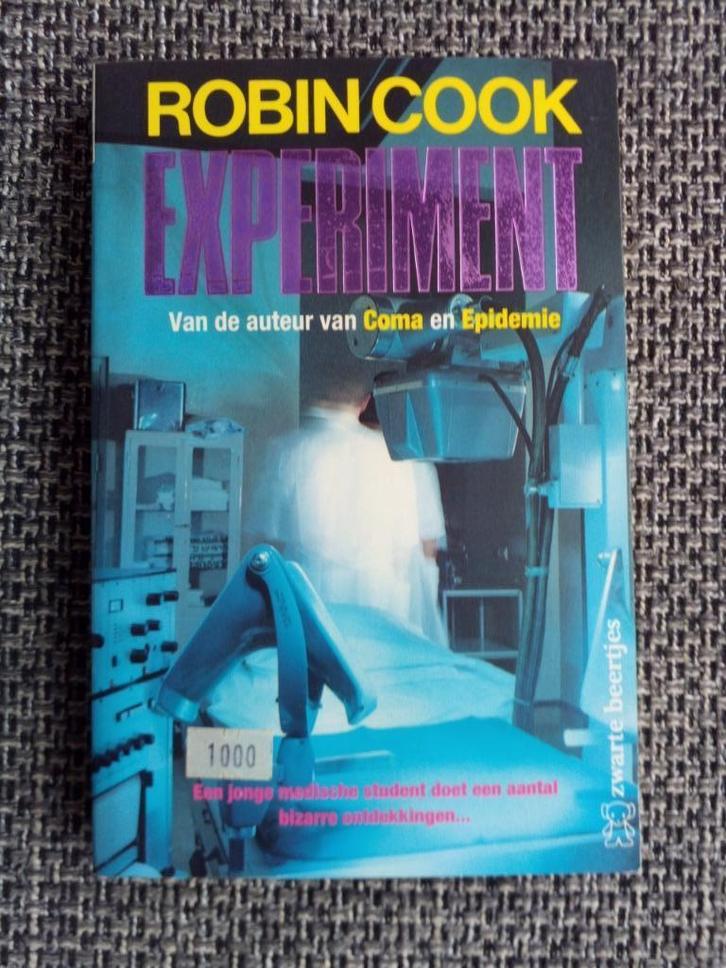 ROBIN COOK
EXPERIMENT
Van de auteur van Coma en Epidemie
1000
Een jonge medische student doet een aantal
bizarre ontdekkingen...
zwarte beertjes